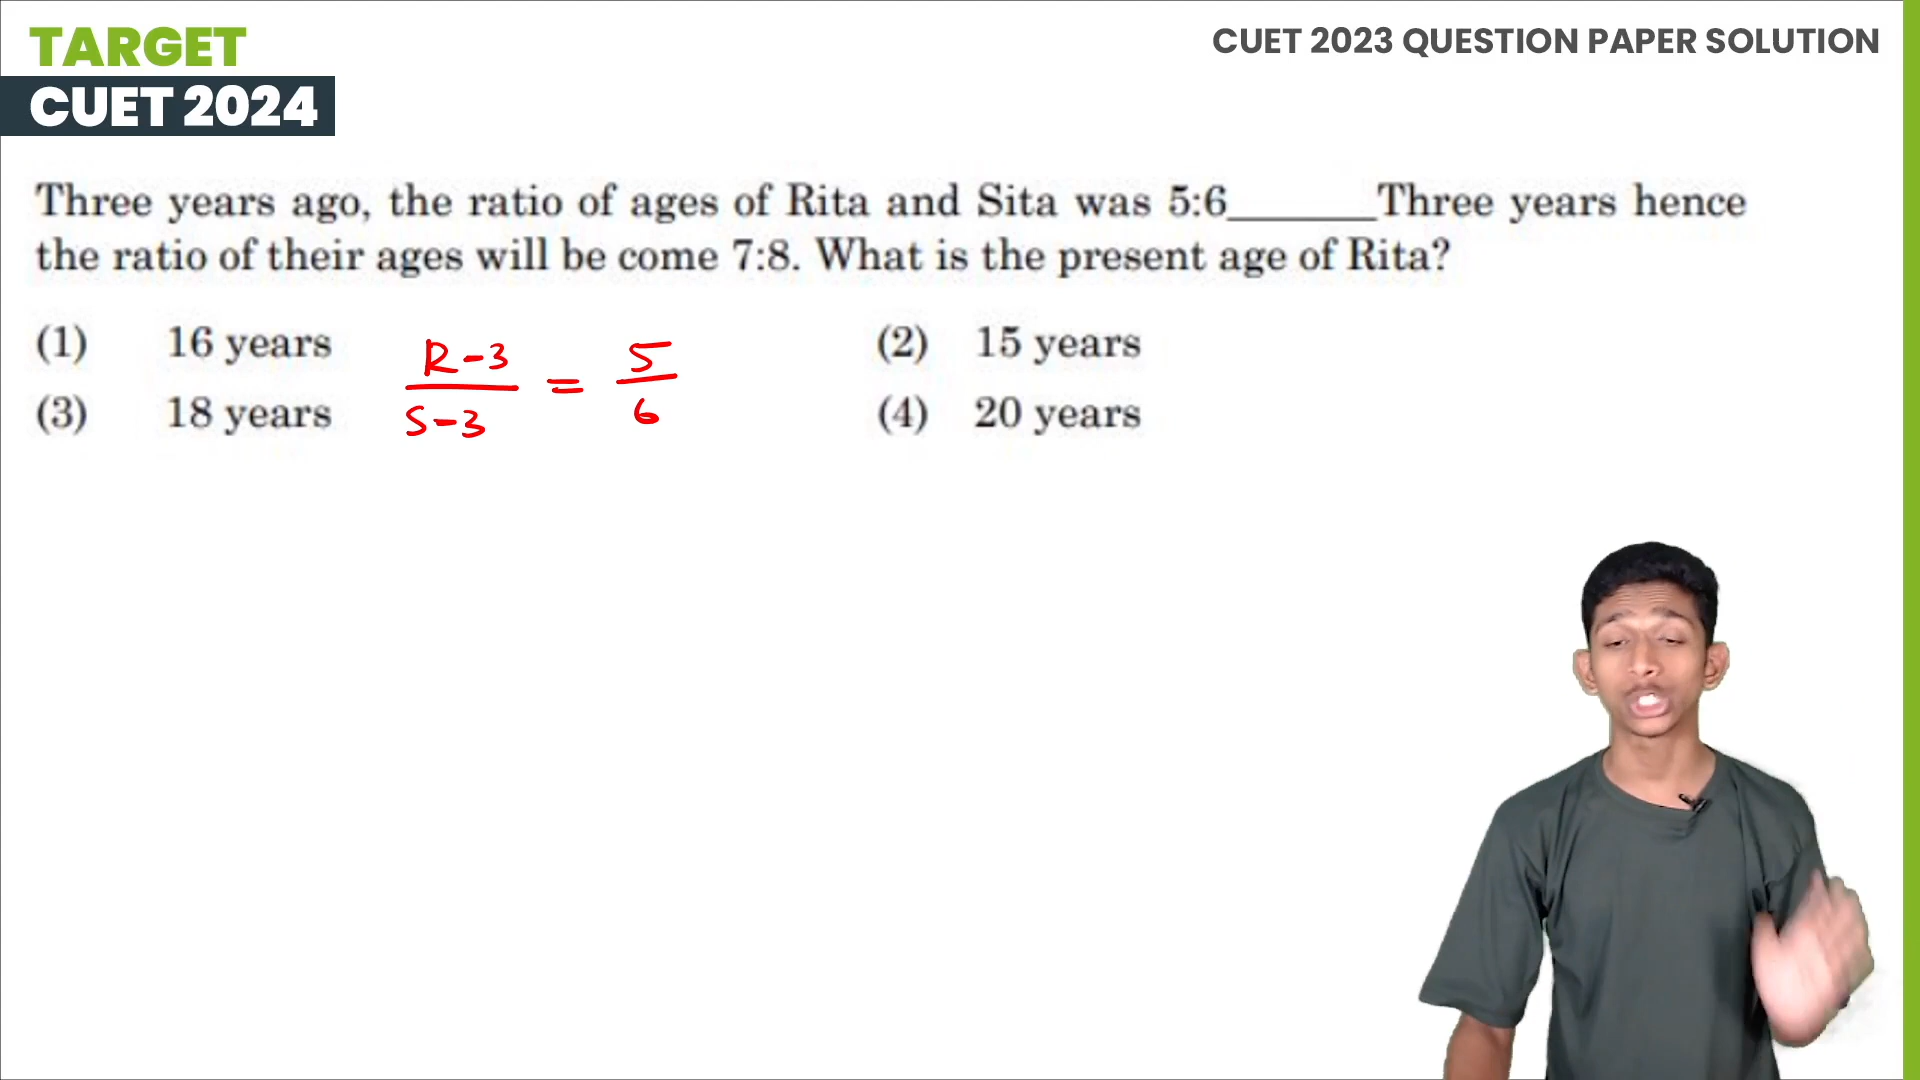 TARGET
CUET 2024
CUET 2023 QUESTION PAPER SOLUTION
Three years ago, the ratio of ages of Rita and Sita was 5:6______Three years hence
the ratio of their ages will be come 7:8. What is the present age of Rita?
(1) 16 years
(2) 15 years
(3) 18 years
(4) 20 years
R-3 / S-3 = 5 / 6